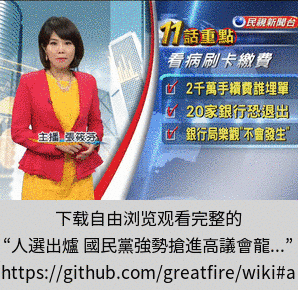 民視新聞台
11話重點
看病刷卡繳費
2千萬手續費誰埋單
20家銀行恐退出
銀行局樂觀"不會發生"
主播 張筱芬
下载自由浏览观看完整的
“人選出爐 國民黨強勢搶進高議會龍...”
https://github.com/greatfire/wiki#a